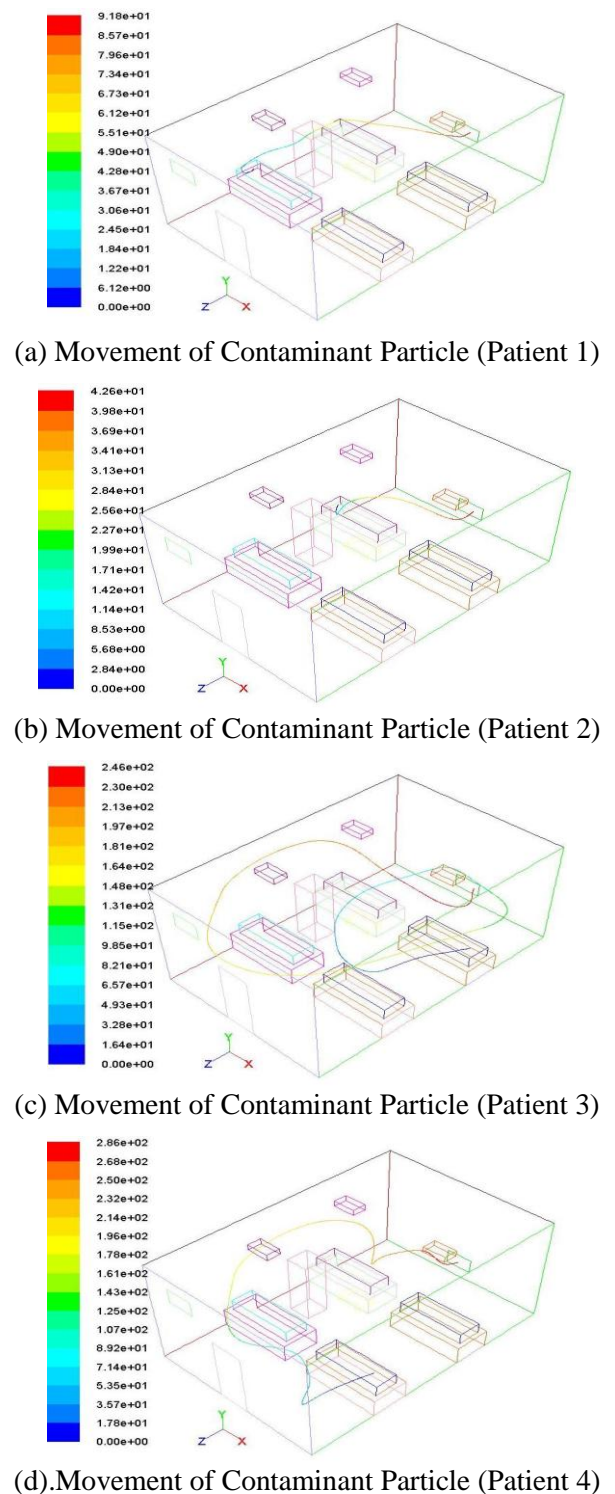 9.18e+01
8.57e+01
7.96e+01
7.34e+01
6.73e+01
6.12e+01
5.51e+01
4.90e+01
4.28e+01
3.67e+01
3.06e+01
2.45e+01
1.84e+01
1.22e+01
6.12e+00
0.00e+00
Y
Z X
(a) Movement of Contaminant Particle (Patient 1)
4.26e+01
3.98e+01
3.69e+01
3.41e+01
3.13e+01
2.84e+01
2.56e+01
2.27e+01
1.99e+01
1.71e+01
1.42e+01
1.14e+01
8.53e+00
5.68e+00
2.84e+00
0.00e+00
Y
Z X
(b) Movement of Contaminant Particle (Patient 2)
2.46e+02
2.30e+02
2.13e+02
1.97e+02
1.81e+02
1.64e+02
1.48e+02
1.31e+02
1.15e+02
9.85e+01
8.21e+01
6.57e+01
4.93e+01
3.28e+01
1.64e+01
0.00e+00
Y
Z X
(c) Movement of Contaminant Particle (Patient 3)
2.86e+02
2.68e+02
2.50e+02
2.32e+02
2.14e+02
1.96e+02
1.78e+02
1.61e+02
1.43e+02
1.25e+02
1.07e+02
8.92e+01
7.14e+01
5.35e+01
3.57e+01
1.78e+01
0.00e+00
Y
Z X
(d).Movement of Contaminant Particle (Patient 4)